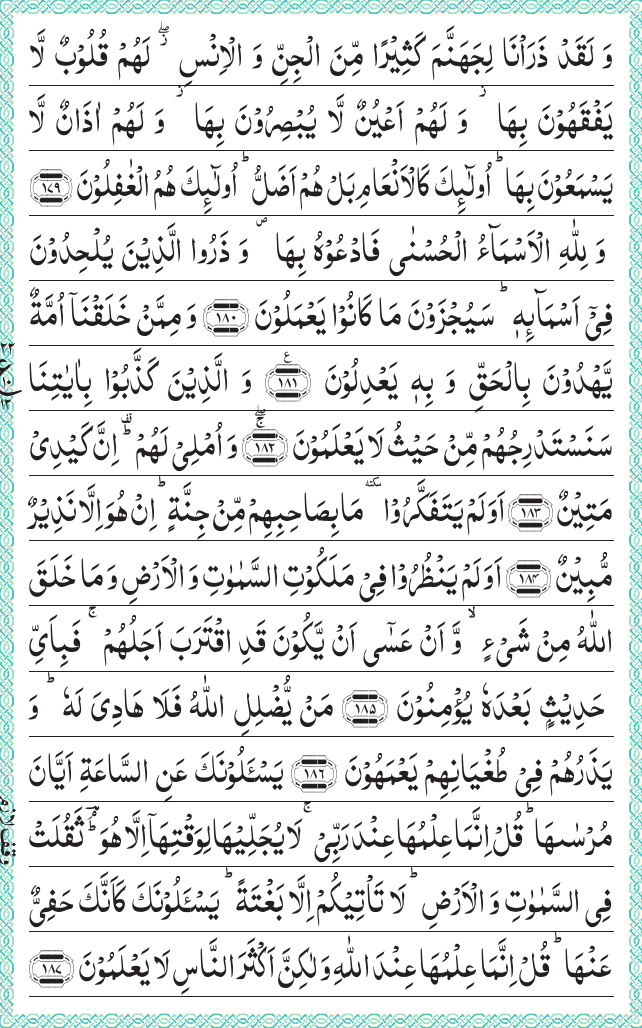 وَ لَقَدْ ذَرَاْنَا لِجَهَنَّمَ كَثِيْرًا مِّنَ الْجِنِّ وَ الْاِنْسِ ۖؗ لَهُمْ قُلُوْبٌ لَّا
يَفْقَهُوْنَ بِهَا ؗ وَ لَهُمْ اَعْيُنٌ لَّا يُبْصِرُوْنَ بِهَا ؗ وَ لَهُمْ اٰذَانٌ لَّا
يَسْمَعُوْنَ بِهَا ؕ اُولٰٓىِٕكَ كَالْاَنْعَامِ بَلْ هُمْ اَضَلُّ ؕ اُولٰٓىِٕكَ هُمُ الْغٰفِلُوْنَ ﴿۱۷۹﴾
وَ لِلّٰهِ الْاَسْمَآءُ الْحُسْنٰى فَادْعُوْهُ بِهَا ۪ وَ ذَرُوا الَّذِيْنَ يُلْحِدُوْنَ
فِيْۤ اَسْمَآىِٕهٖ ؕ سَيُجْزَوْنَ مَا كَانُوْا يَعْمَلُوْنَ ﴿۱۸۰﴾ وَ مِمَّنْ خَلَقْنَاۤ اُمَّةٌ
يَّهْدُوْنَ بِالْحَقِّ وَ بِهٖ يَعْدِلُوْنَ ﴿۱۸۱﴾ ع وَ الَّذِيْنَ كَذَّبُوْا بِاٰيٰتِنَا
سَنَسْتَدْرِجُهُمْ مِّنْ حَيْثُ لَا يَعْلَمُوْنَ ﴿۱۸۲﴾ۚۖ وَ اُمْلِيْ لَهُمْ ؕ۫ اِنَّ كَيْدِيْ
مَتِيْنٌ ﴿۱۸۳﴾ اَوَ لَمْ يَتَفَكَّرُوْا سكتة مَا بِصَاحِبِهِمْ مِّنْ جِنَّةٍ ؕ اِنْ هُوَ اِلَّا نَذِيْرٌ
مُّبِيْنٌ ﴿۱۸۴﴾ اَوَ لَمْ يَنْظُرُوْا فِيْ مَلَكُوْتِ السَّمٰوٰتِ وَ الْاَرْضِ وَ مَا خَلَقَ
اللّٰهُ مِنْ شَيْءٍ ۙ وَّ اَنْ عَسٰۤى اَنْ يَّكُوْنَ قَدِ اقْتَرَبَ اَجَلُهُمْ ۚ فَبِاَيِّ
حَدِيْثٍۭ بَعْدَهٗ يُؤْمِنُوْنَ ﴿۱۸۵﴾ مَنْ يُّضْلِلِ اللّٰهُ فَلَا هَادِيَ لَهٗ ؕ وَ
يَذَرُهُمْ فِيْ طُغْيَانِهِمْ يَعْمَهُوْنَ ﴿۱۸۶﴾ يَسْـَٔلُوْنَكَ عَنِ السَّاعَةِ اَيَّانَ
مُرْسٰىهَا ؕ قُلْ اِنَّمَا عِلْمُهَا عِنْدَ رَبِّيْ ۚ لَا يُجَلِّيْهَا لِوَقْتِهَاۤ اِلَّا هُوَ ؔۘؕ ثَقُلَتْ
فِي السَّمٰوٰتِ وَ الْاَرْضِ ؕ لَا تَاْتِيْكُمْ اِلَّا بَغْتَةً ؕ يَسْـَٔلُوْنَكَ كَاَنَّكَ حَفِيٌّ
عَنْهَا ؕ قُلْ اِنَّمَا عِلْمُهَا عِنْدَ اللّٰهِ وَ لٰكِنَّ اَكْثَرَ النَّاسِ لَا يَعْلَمُوْنَ ﴿۱۸۷﴾